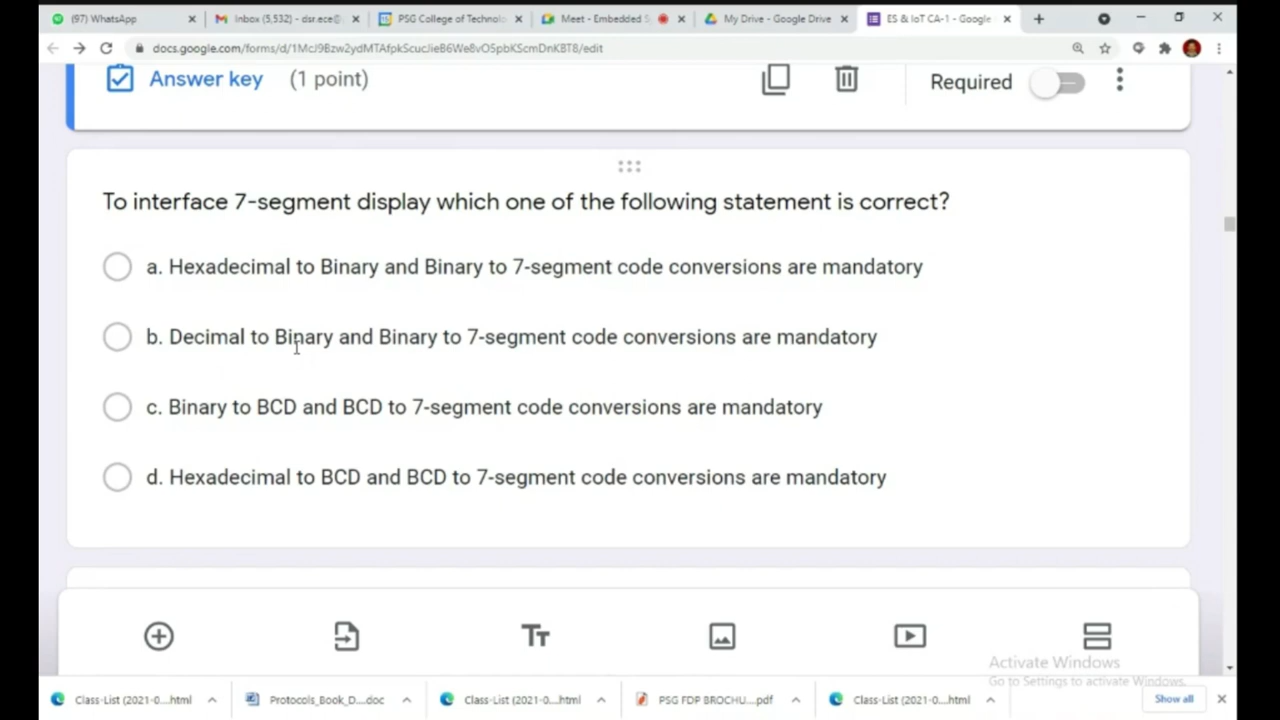 (97) WhatsApp
Inbox (5,532) - dsr.ece@
PSG College of Technolo
Meet - Embedded S
My Drive - Google Drive
ES & IoT CA-1 - Google
Answer key (1 point)
Required
To interface 7-segment display which one of the following statement is correct?
a. Hexadecimal to Binary and Binary to 7-segment code conversions are mandatory
b. Decimal to Binary and Binary to 7-segment code conversions are mandatory
c. Binary to BCD and BCD to 7-segment code conversions are mandatory
d. Hexadecimal to BCD and BCD to 7-segment code conversions are mandatory
Tт
Activate Windows
Go to Settings to activate Windows.
Class-List (2021-0....html
Protocols_Book_D....doc
Class-List (2021-0....html
PSG FDP BROCHU....pdf
Class-List (2021-0....html
Show all